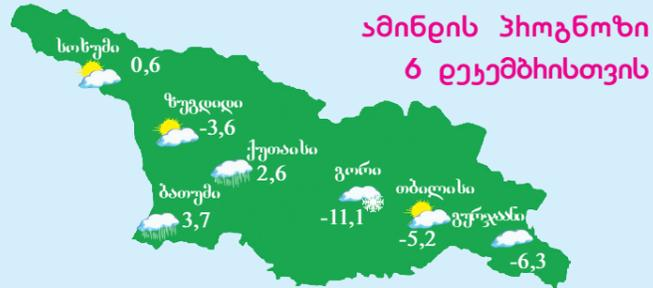 ამინდის პროგნოზი
6 დეკემბრისთვის
სოხუმი
0,6
ზუგდიდი
-3,6
ქუთაისი
2,6
ბათუმი
3,7
გორი
-11,1
თბილისი
-5,2
გურჯაანი
-6,3